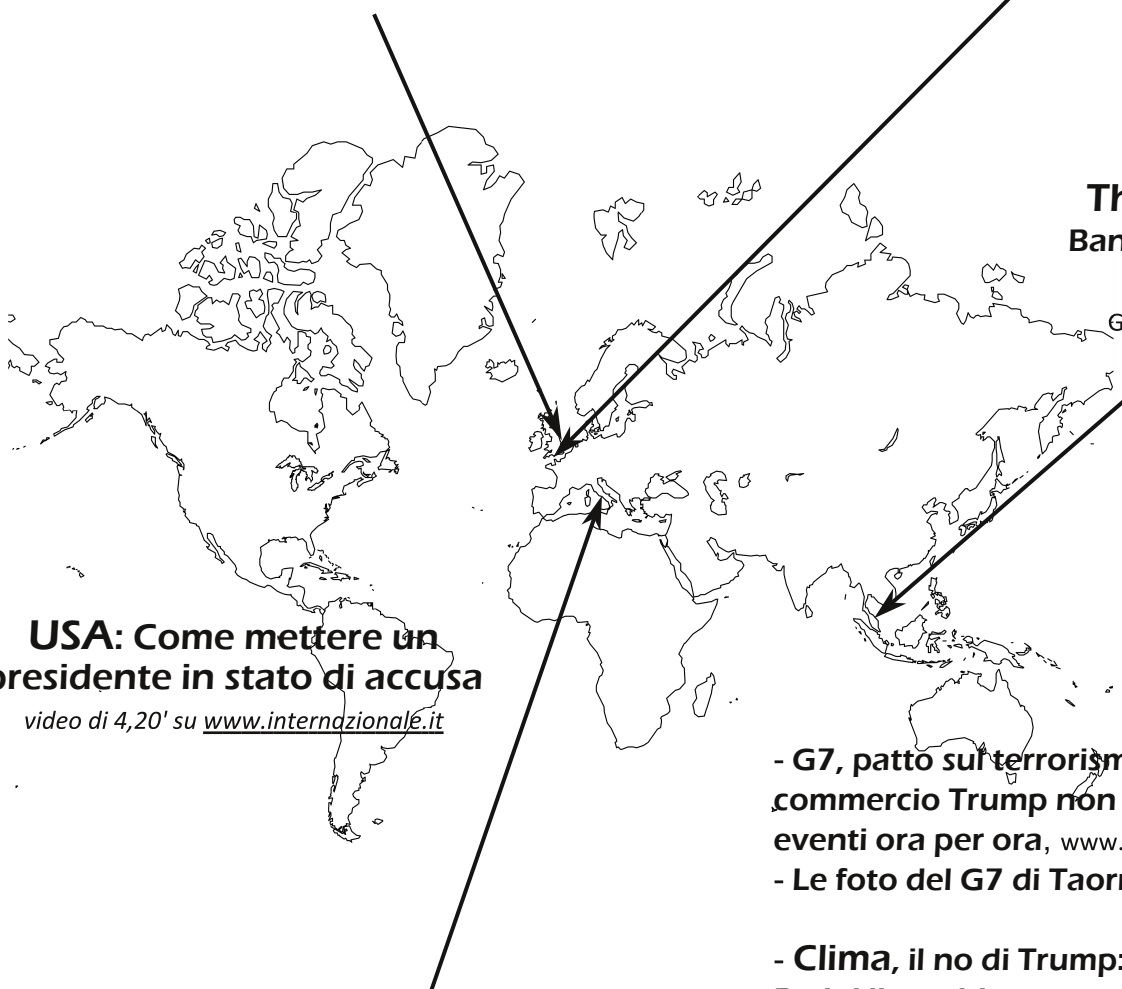 Th
Ban
G
USA: Come mettere un
presidente in stato di accusa
video di 4,20' su www.internazionale.it
- G7, patto sul terrorism
commercio Trump non
eventi ora per ora, www.
- Le foto del G7 di Taor
- Clima, il no di Trump: